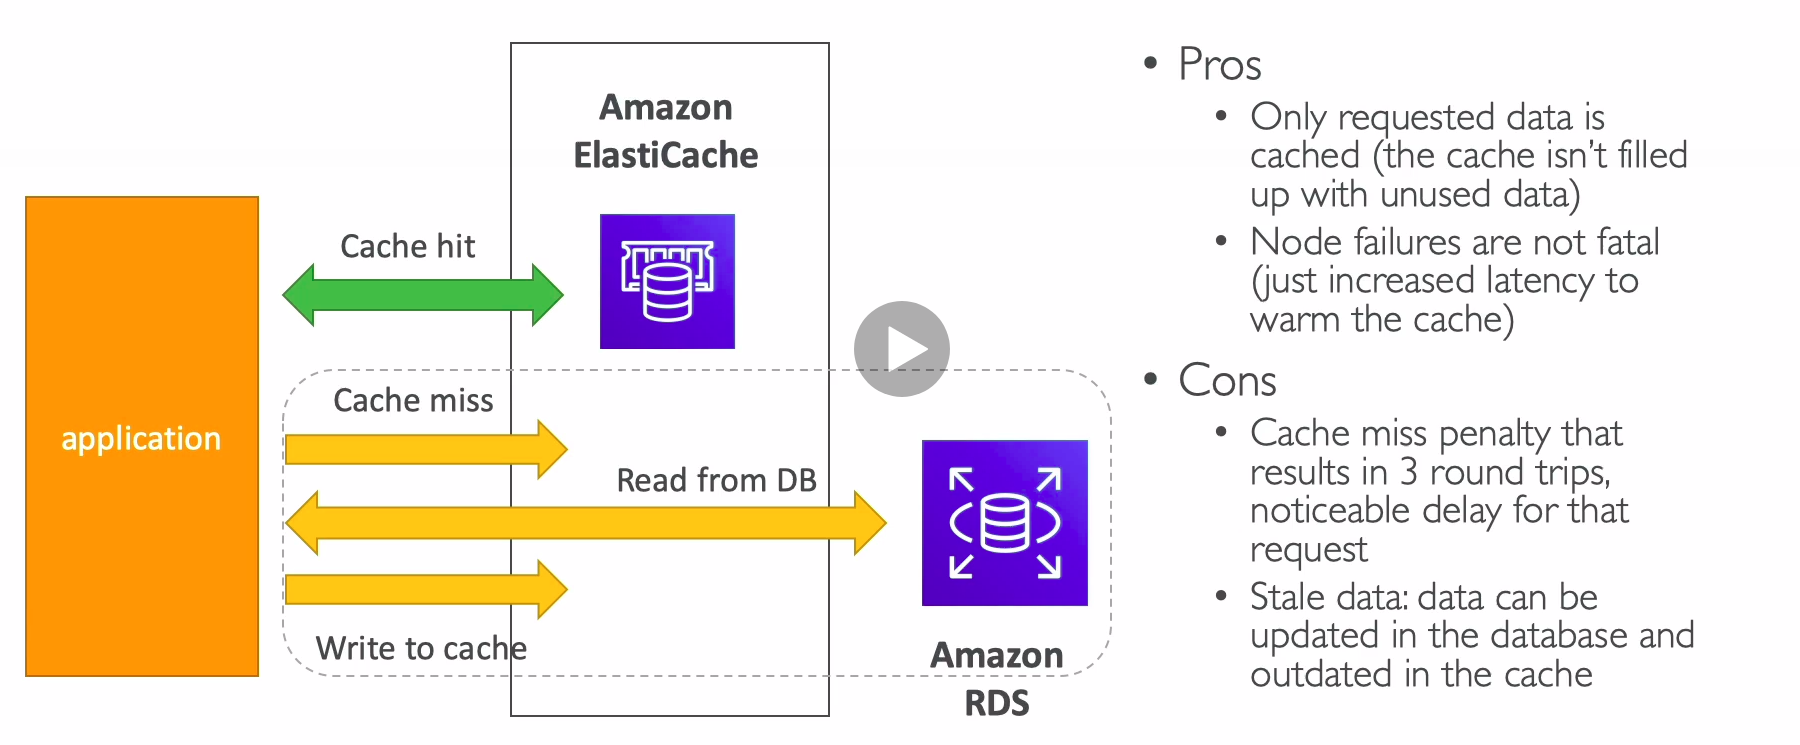 Amazon
ElastiCache
application
Cache hit
Cache miss
Read from DB
Write to cache
Amazon
RDS
• Pros
• Only requested data is
cached (the cache isn’t filled
up with unused data)
• Node failures are not fatal
(just increased latency to
warm the cache)
• Cons
• Cache miss penalty that
results in 3 round trips,
noticeable delay for that
request
• Stale data: data can be
updated in the database and
outdated in the cache